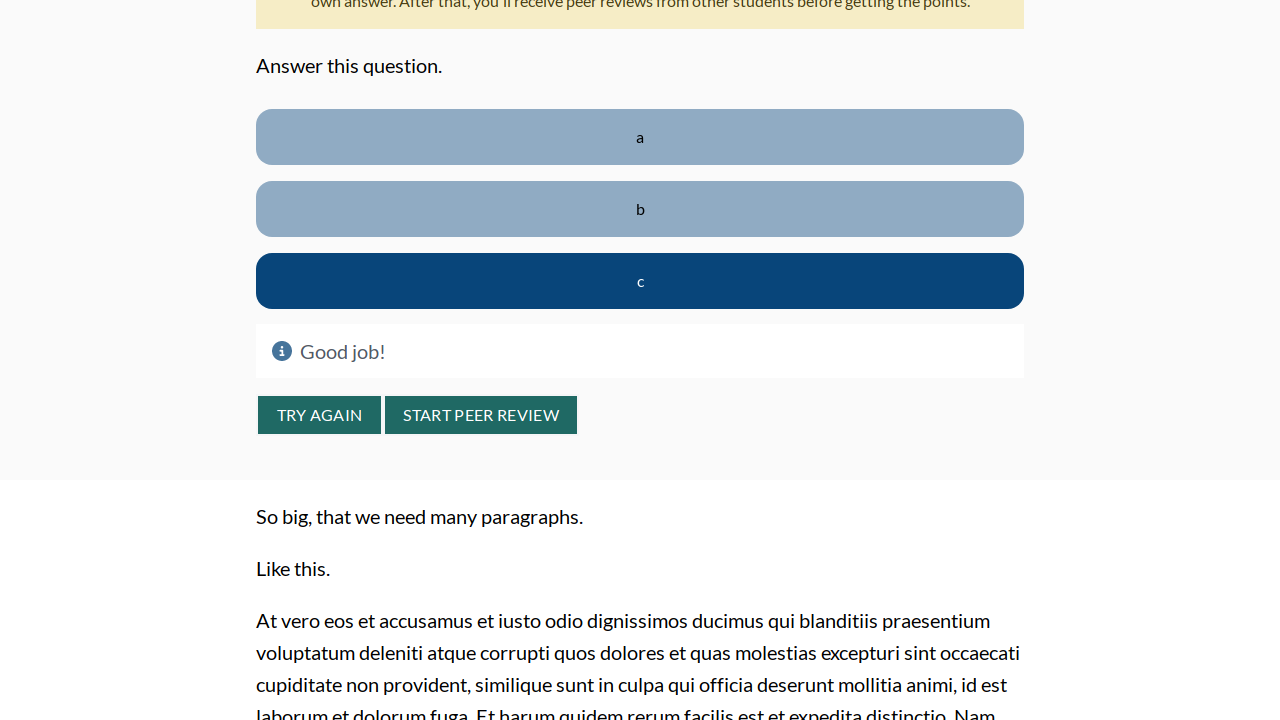 own answer. After that, you'll receive peer reviews from other students before getting the points.
Answer this question.
a
b
c
Good job!
TRY AGAIN
START PEER REVIEW
So big, that we need many paragraphs.
Like this.
At vero eos et accusamus et iusto odio dignissimos ducimus qui blanditiis praesentium
voluptatum deleniti atque corrupti quos dolores et quas molestias excepturi sint occaecati
cupiditate non provident, similique sunt in culpa qui officia deserunt mollitia animi, id est
laborum et dolorum fuga. Et harum quidem rerum facilis est et expedita distinctio. Nam